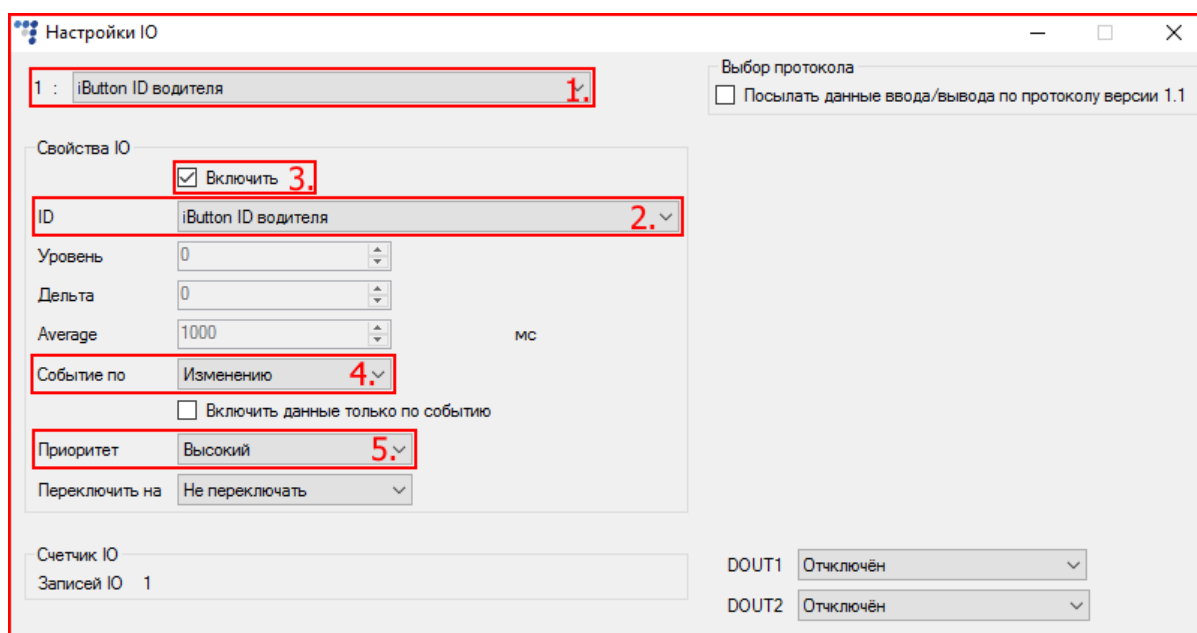 Настройки IO
1 : iButton ID водителя 1.
Выбор протокола
Посылать данные ввода/вывода по протоколу версии 1.1
Свойства IO
Включить 3.
ID iButton ID водителя 2.
Уровень 0
Дельта 0
Average 1000 мс
Событие по Изменению 4.
Включить данные только по событию
Приоритет Высокий 5.
Переключить на Не переключать
Счетчик IO
Записей IO 1
DOUT1 Отчключён
DOUT2 Отчключён